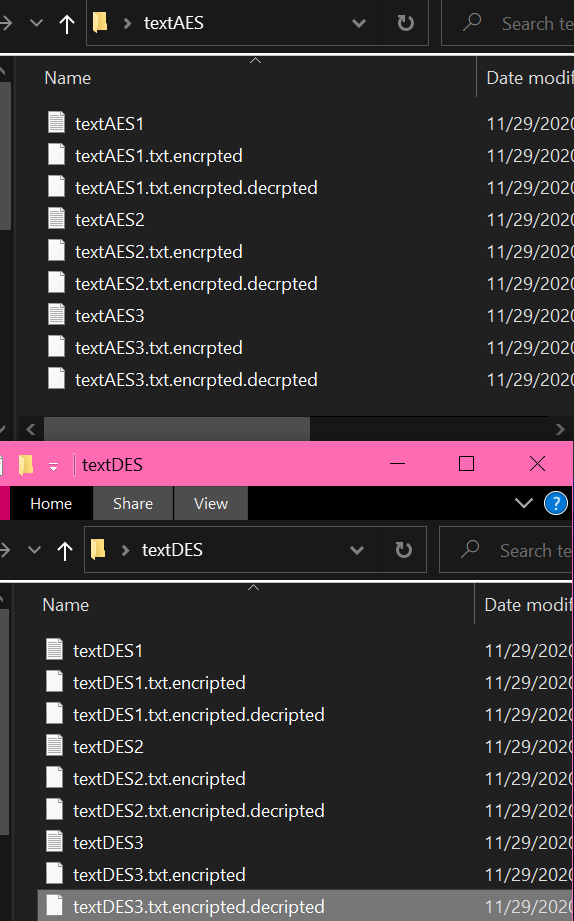 textAES Search te
Name Date modif
textAES1 11/29/2020
textAES1.txt.encrpted 11/29/2020
textAES1.txt.encrpted.decrpted 11/29/2020
textAES2 11/29/2020
textAES2.txt.encrpted 11/29/2020
textAES2.txt.encrpted.decrpted 11/29/2020
textAES3 11/29/2020
textAES3.txt.encrpted 11/29/2020
textAES3.txt.encrpted.decrpted 11/29/2020
textDES
Home Share View ?
textDES Search te
Name Date modif
textDES1 11/29/2020
textDES1.txt.encripted 11/29/2020
textDES1.txt.encripted.decripted 11/29/2020
textDES2 11/29/2020
textDES2.txt.encripted 11/29/2020
textDES2.txt.encripted.decripted 11/29/2020
textDES3 11/29/2020
textDES3.txt.encripted 11/29/2020
textDES3.txt.encripted.decripted 11/29/2020